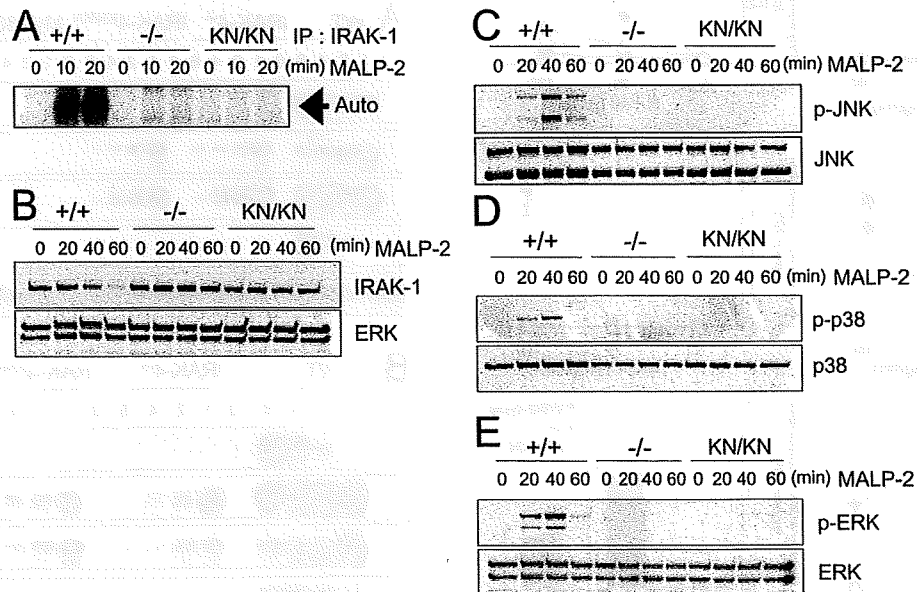 A
+/+ -/- KN/KN IP : IRAK-1
0 10 20 0 10 20 0 10 20 (min) MALP-2
Auto
B
+/+ -/- KN/KN
0 20 40 60 0 20 40 60 0 20 40 60 (min) MALP-2
IRAK-1
ERK
C
+/+ -/- KN/KN
0 20 40 60 0 20 40 60 0 20 40 60 (min) MALP-2
p-JNK
JNK
D
+/+ -/- KN/KN
0 20 40 60 0 20 40 60 0 20 40 60 (min) MALP-2
p-p38
p38
E
+/+ -/- KN/KN
0 20 40 60 0 20 40 60 0 20 40 60 (min) MALP-2
p-ERK
ERK